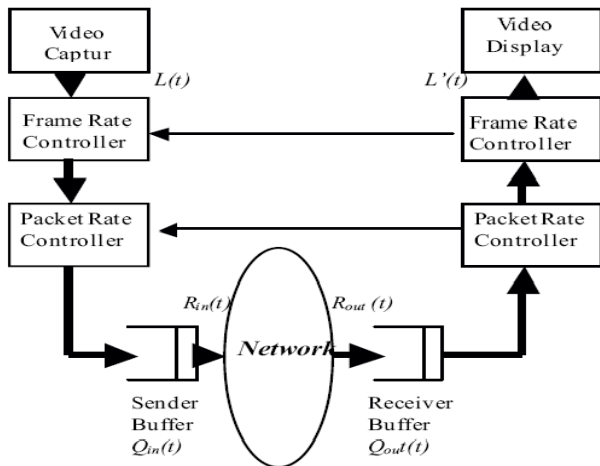 Video
Captur
L(t)
Frame Rate
Controller
Packet Rate
Controller
Video
Display
L'(t)
Frame Rate
Controller
Packet Rate
Controller
Rin(t)
Rout (t)
Network
Sender
Buffer
Qin(t)
Receiver
Buffer
Qout(t)